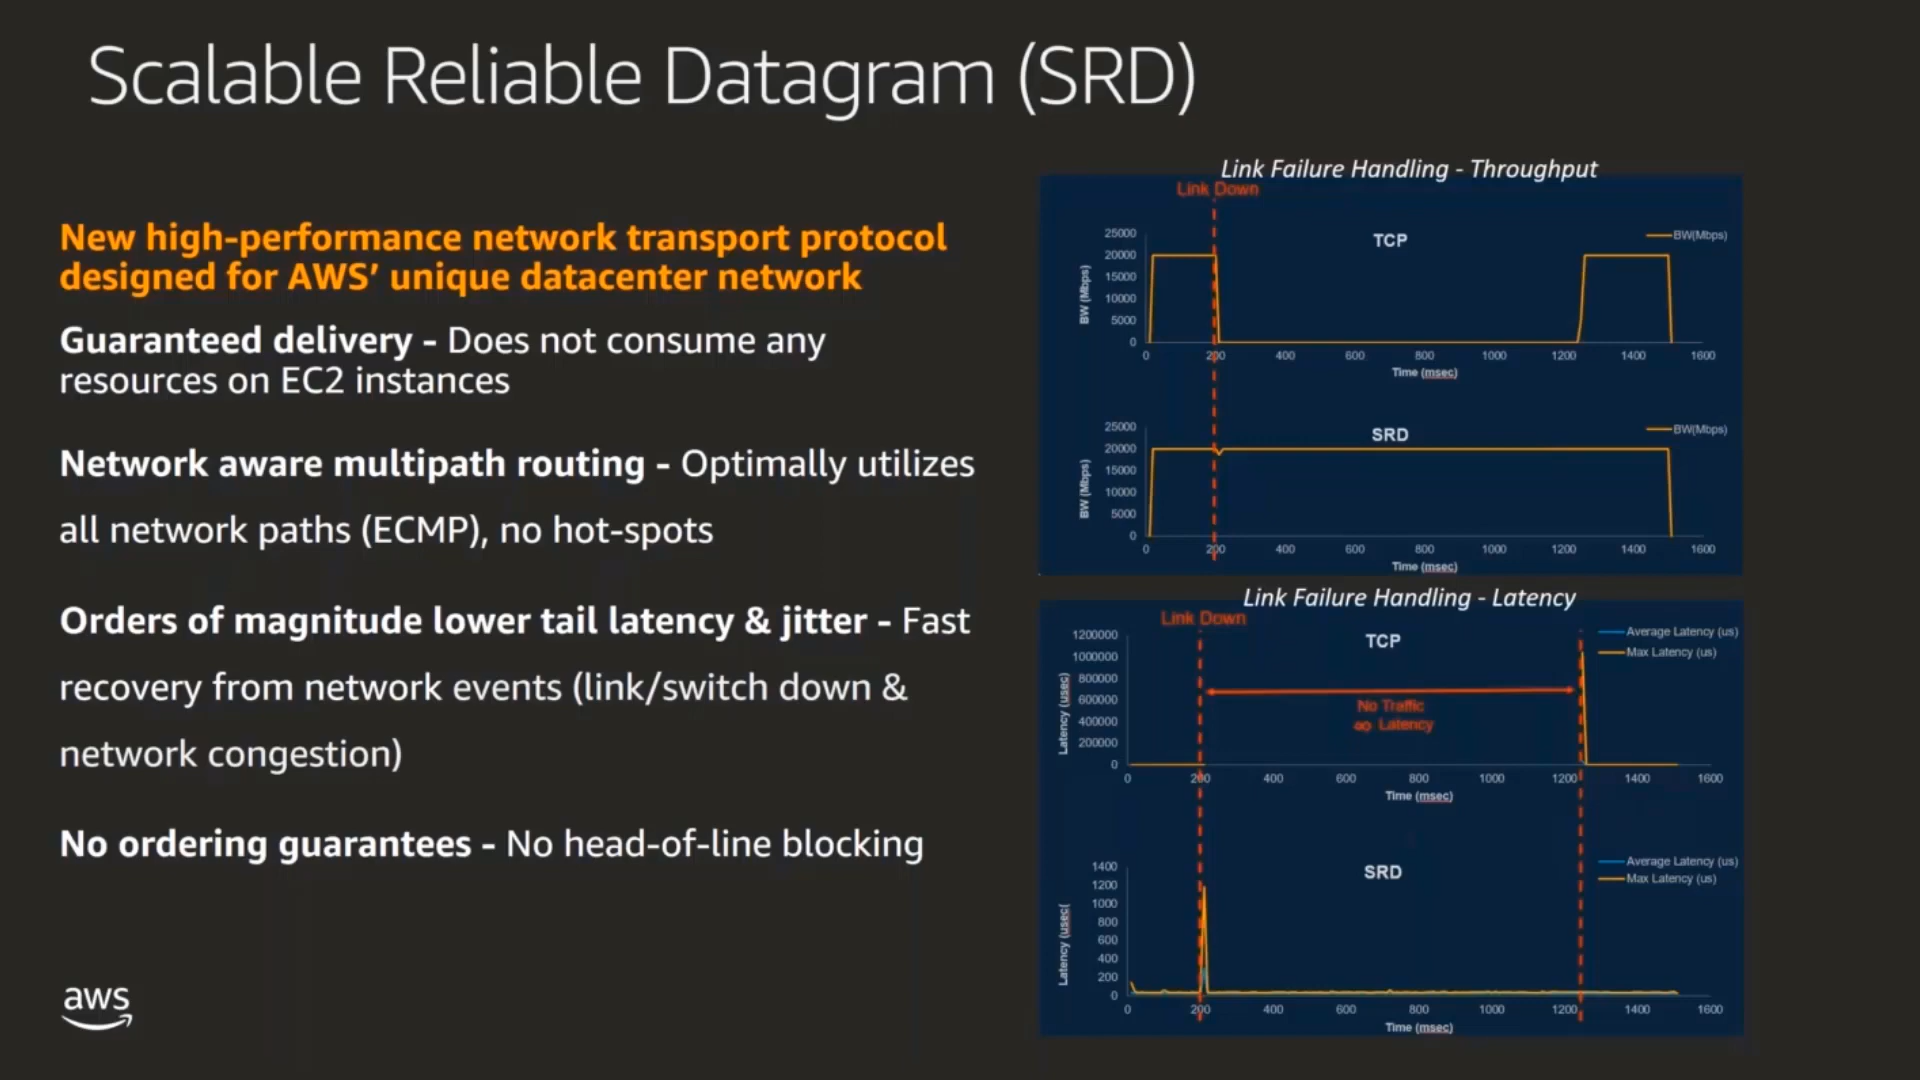 Scalable Reliable Datagram (SRD)
New high-performance network transport protocol
designed for AWS’ unique datacenter network
Guaranteed delivery - Does not consume any
resources on EC2 instances
Network aware multipath routing - Optimally utilizes
all network paths (ECMP), no hot-spots
Orders of magnitude lower tail latency & jitter - Fast
recovery from network events (link/switch down &
network congestion)
No ordering guarantees - No head-of-line blocking
aws
Link Failure Handling - Throughput
Link Down
TCP
BW(Mbps)
BW (Mbps)
25000
20000
15000
10000
5000
0
0 200 400 600 800 1000 1200 1400 1600
Time (msec)
SRD
BW(Mbps)
BW (Mbps)
25000
20000
15000
10000
5000
0
0 200 400 600 800 1000 1200 1400 1600
Time (msec)
Link Failure Handling - Latency
Link Down
TCP
Average Latency (us)
Max Latency (us)
Latency (usec)
1200000
1000000
800000
600000
400000
200000
0
No Traffic
∞ Latency
0 200 400 600 800 1000 1200 1400 1600
Time (msec)
SRD
Average Latency (us)
Max Latency (us)
Latency (usec(
1400
1200
1000
800
600
400
200
0
0 200 400 600 800 1000 1200 1400 1600
Time (msec)